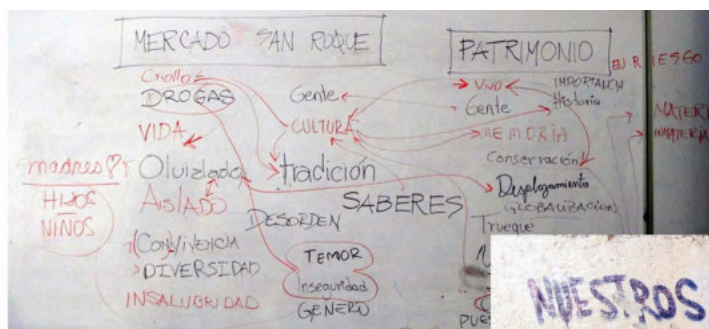 MERCADO SAN ROQUE
Criollos
DROGAS
VIDA
madres
HIJOS
NIÑOS
Olvidado
AISLADO
(CON)VIVENCIA
DIVERSIDAD
INSALUBRIDAD
Gente
CULTURA
tradición
SABERES
DESORDEN
TEMOR
Inseguridad
GENERO
PATRIMONIO
EN RIESGO
VIVO
IMPORTANCIA
Historia
Gente
MEMORIA
Conservación
Desplazamiento
GLOBALIZACION
Trueque
NUESTROS